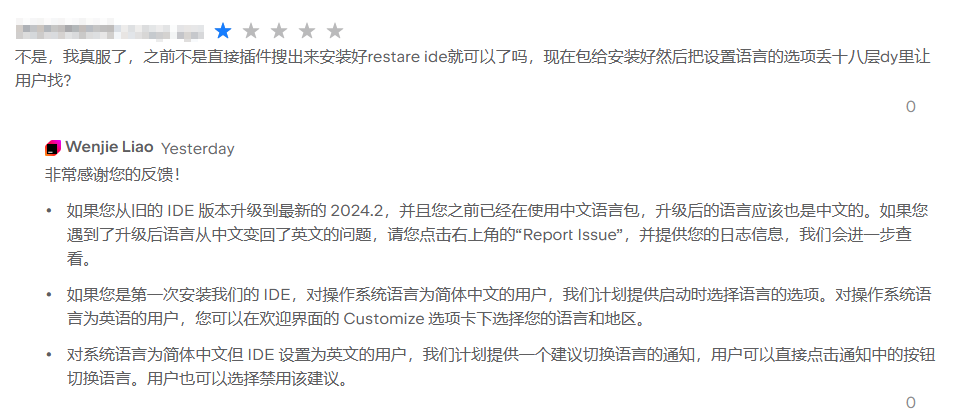 不是，我真服了，之前不是直接插件搜出来安装好restare ide就可以了吗，现在包给安装好然后把设置语言的选项丢十八层dy里让
用户找?
0
Wenjie Liao Yesterday
非常感谢您的反馈！
• 如果您从旧的 IDE 版本升级到最新的 2024.2，并且您之前已经在使用中文语言包，升级后的语言应该也是中文的。如果您
遇到了升级后语言从中文变回了英文的问题，请您点击右上角的“Report Issue”，并提供您的日志信息，我们会进一步查
看。
• 如果您是第一次安装我们的 IDE，对操作系统语言为简体中文的用户，我们计划提供启动时选择语言的选项。对操作系统语
言为英语的用户，您可以在欢迎界面的 Customize 选项卡下选择您的语言和地区。
• 对系统语言为简体中文但 IDE 设置为英文的用户，我们计划提供一个建议切换语言的通知，用户可以直接点击通知中的按钮
切换语言。用户也可以选择禁用该建议。
0